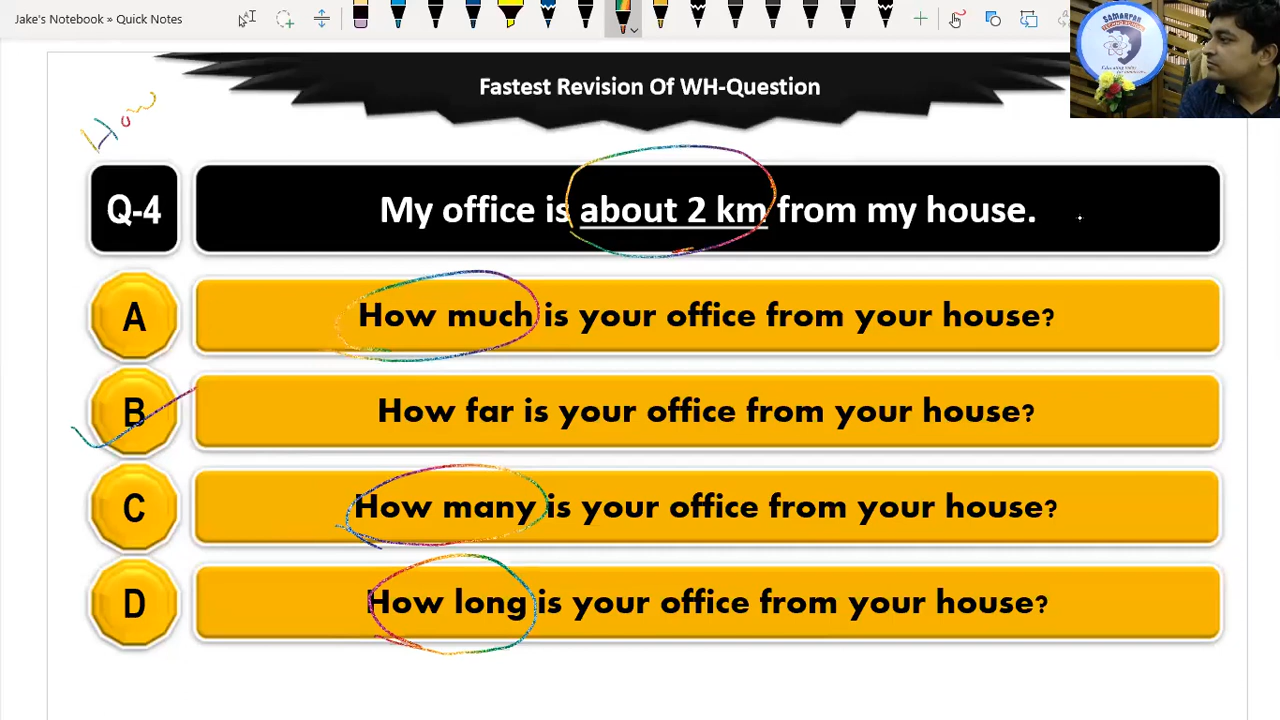 Jake's Notebook » Quick Notes
SAMARPAN
Fastest Revision Of WH-Question
Q-4
My office is about 2 km from my house.
A
How much is your office from your house?
B
How far is your office from your house?
C
How many is your office from your house?
D
How long is your office from your house?